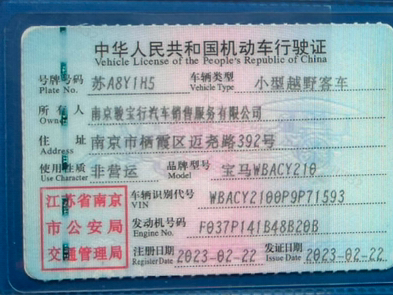 中华人民共和国机动车行驶证
Vehicle License of the People's Republic of China
号牌号码 Plate No. 苏A8Y1H5 车辆类型 Vehicle Type 小型越野客车
所有人 Owner 南京骏宝行汽车销售服务有限公司
住址 Address 南京市栖霞区迈尧路392号
使用性质 Use Character 非营运 品牌型号 Model 宝马WBACY210
江苏省南京市公安局交通管理局
车辆识别代号 VIN WBACY2100P9P71593
发动机号码 Engine No. F037P141B48B20B
注册日期 Register Date 2023-02-22 发证日期 Issue Date 2023-02-22